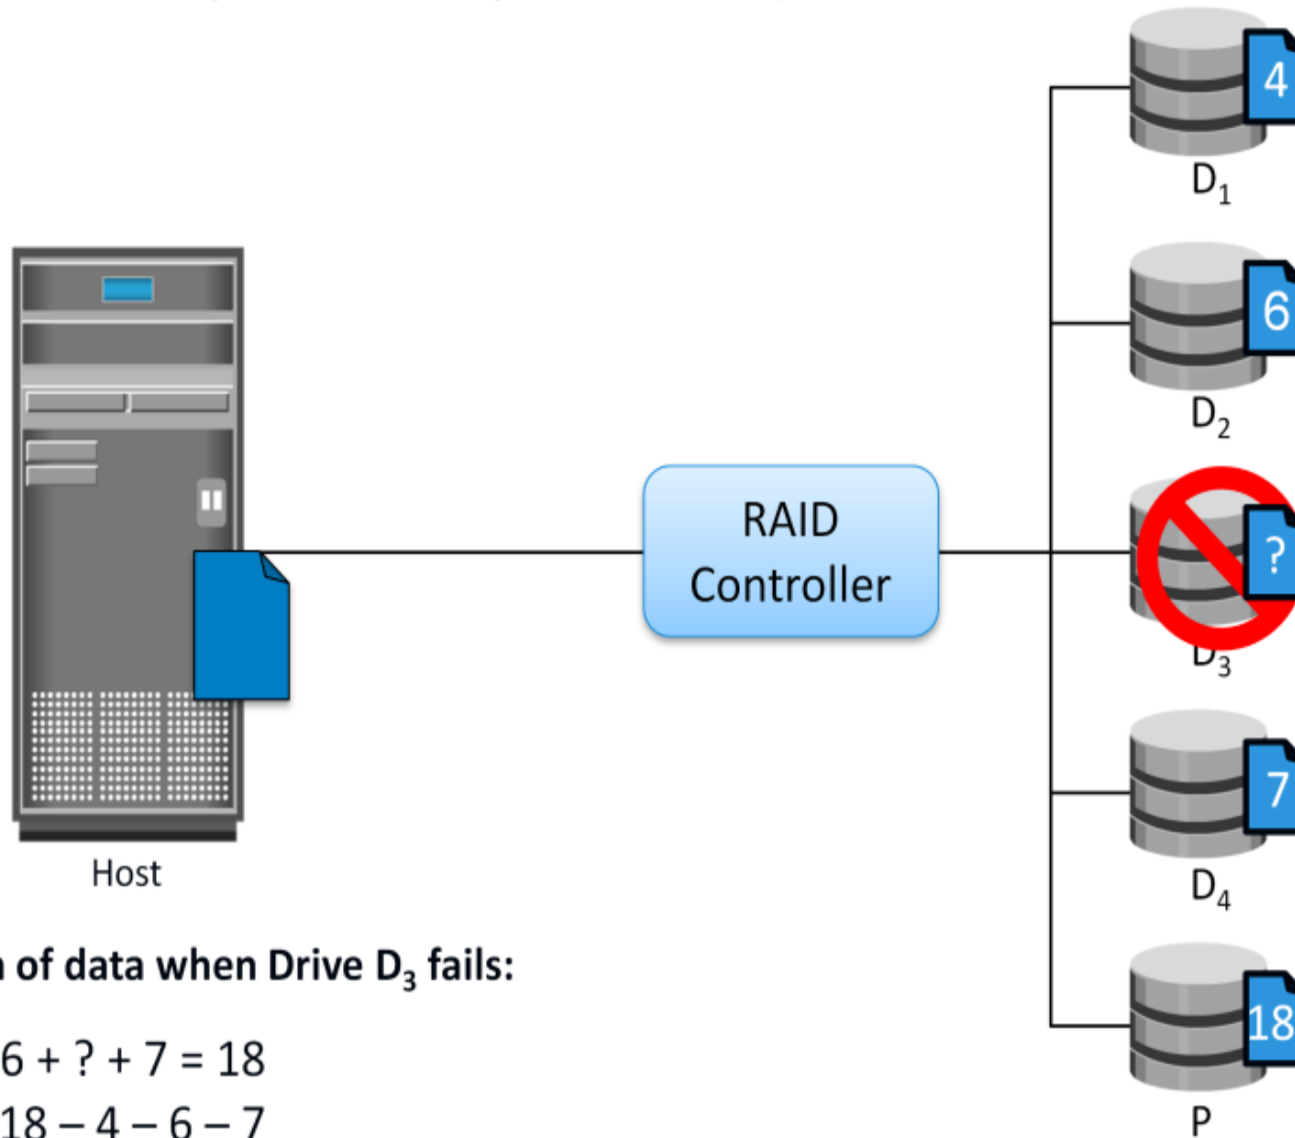 4
D₁
6
D₂
RAID
Controller
?
D₃
7
D₄
Host
of data when Drive D₃ fails:
6 + ? + 7 = 18
18 – 4 – 6 – 7
18
P